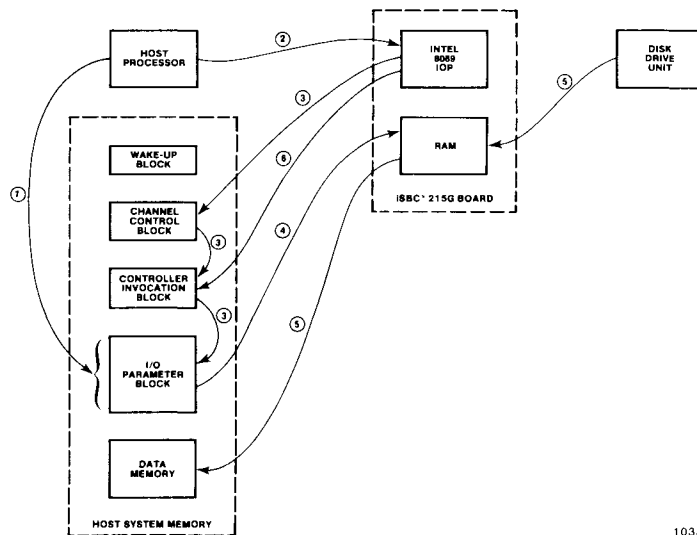 ②
HOST
PROCESSOR
INTEL
8089
IOP
DISK
DRIVE
UNIT
③
⑤
RAM
WAKE-UP
BLOCK
⑥
⑦
iSBC* 215G BOARD
CHANNEL
CONTROL
BLOCK
④
③
CONTROLLER
INVOCATION
BLOCK
③
⑤
I/O
PARAMETER
BLOCK
DATA
MEMORY
HOST SYSTEM MEMORY